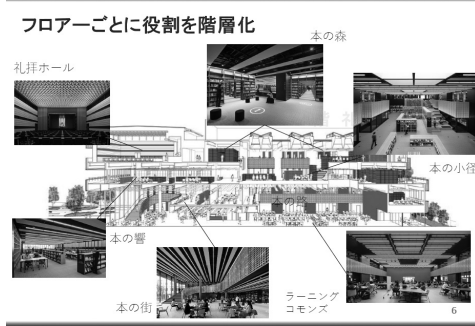 フロアーごとに役割を階層化
本の森
礼拝ホール
本の小径
本の響
本の街
ラーニング
コモンズ
6